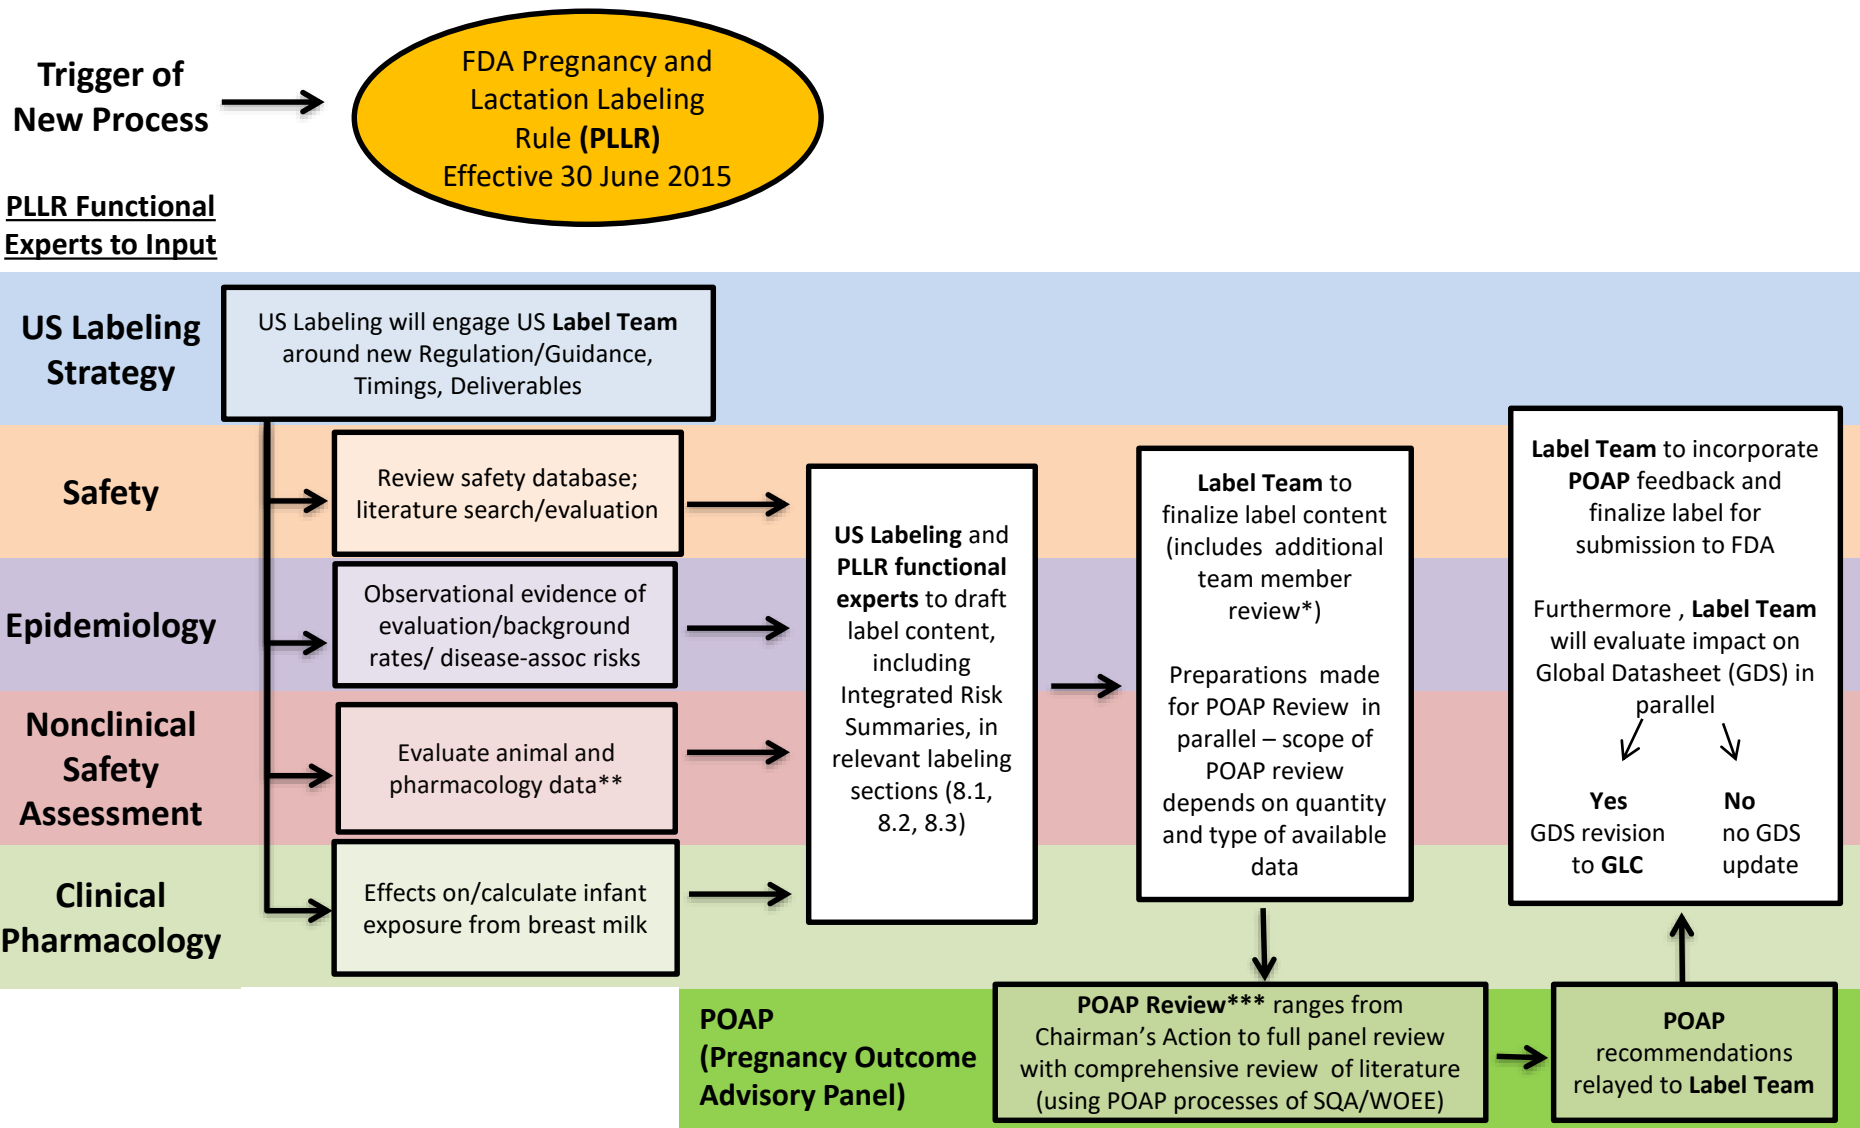 Trigger of
New Process
FDA Pregnancy and
Lactation Labeling
Rule (PLLR)
Effective 30 June 2015
PLLR Functional
Experts to Input
US Labeling
Strategy
US Labeling will engage US Label Team
around new Regulation/Guidance,
Timings, Deliverables
Safety
Review safety database;
literature search/evaluation
Epidemiology
Observational evidence of
evaluation/background
rates/ disease-assoc risks
Nonclinical
Safety
Assessment
Evaluate animal and
pharmacology data**
Clinical
Pharmacology
Effects on/calculate infant
exposure from breast milk
US Labeling and
PLLR functional
experts to draft
label content,
including
Integrated Risk
Summaries, in
relevant labeling
sections (8.1,
8.2, 8.3)
Label Team to
finalize label content
(includes additional
team member
review*)
Preparations made
for POAP Review in
parallel – scope of
POAP review
depends on quantity
and type of available
data
Label Team to incorporate
POAP feedback and
finalize label for
submission to FDA
Furthermore , Label Team
will evaluate impact on
Global Datasheet (GDS) in
parallel
Yes
GDS revision
to GLC
No
no GDS
update
POAP
(Pregnancy Outcome
Advisory Panel)
POAP Review*** ranges from
Chairman's Action to full panel review
with comprehensive review of literature
(using POAP processes of SQA/WOEE)
POAP
recommendations
relayed to Label Team